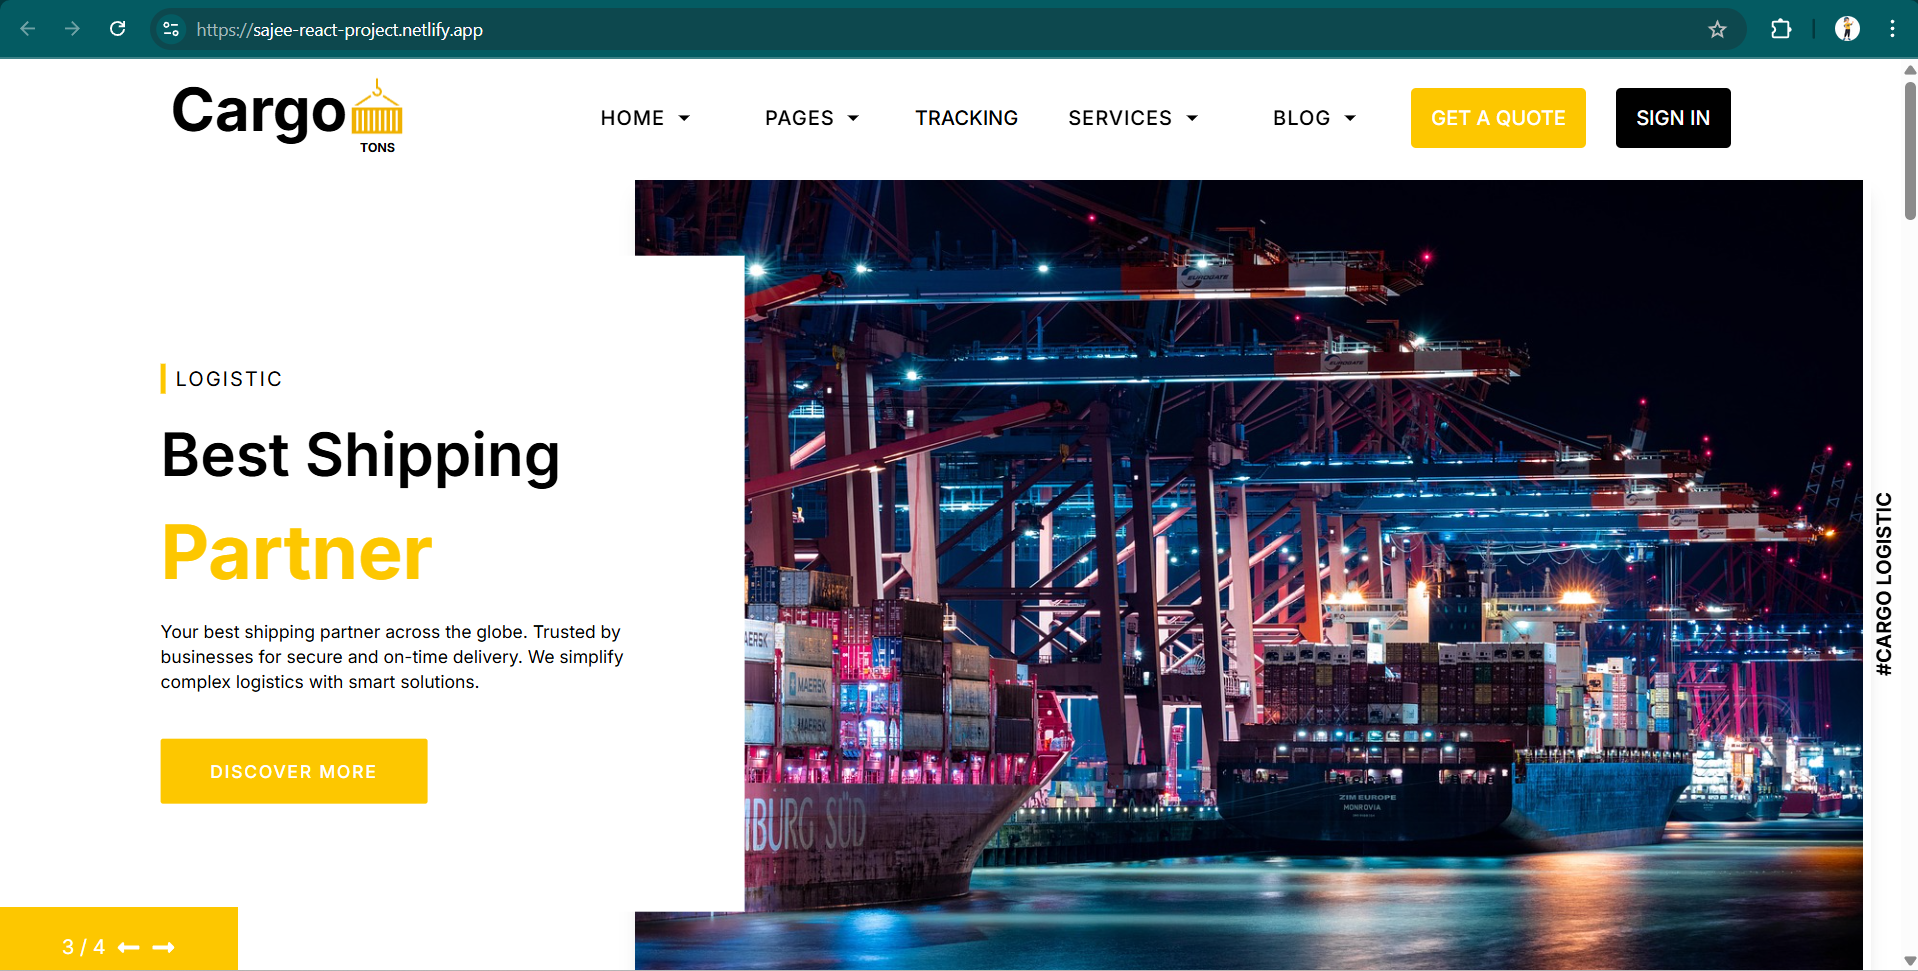 https://sajee-react-project.netlify.app
Cargo
TONS
HOME
PAGES
TRACKING
SERVICES
BLOG
GET A QUOTE
SIGN IN
LOGISTIC
Best Shipping
Partner
Your best shipping partner across the globe. Trusted by
businesses for secure and on-time delivery. We simplify
complex logistics with smart solutions.
DISCOVER MORE
3 / 4
#CARGO LOGISTIC
EUROGATE
EUROGATE
AERSK
MAERSK
MAERSK
MBURG SÜD
ZIM EUROPE
MONROVIA